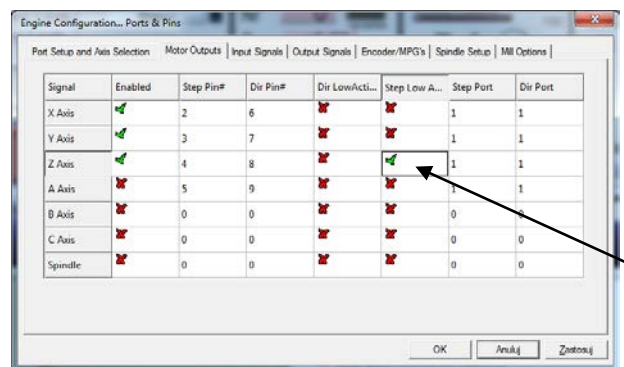 Engine Configuration... Ports & Pins
Port Setup and Axis Selection Motor Outputs Input Signals Output Signals Encoder/MPG's Spindle Setup Mill Options
Signal Enabled Step Pin# Dir Pin# Dir LowActi... Step Low A... Step Port Dir Port
X Axis 2 6 1 1
Y Axis 3 7 1 1
Z Axis 4 8 1 1
A Axis 5 9 1 1
B Axis 0 0 0 0
C Axis 0 0 0 0
Spindle 0 0 0 0
OK Anuluj Zastosuj